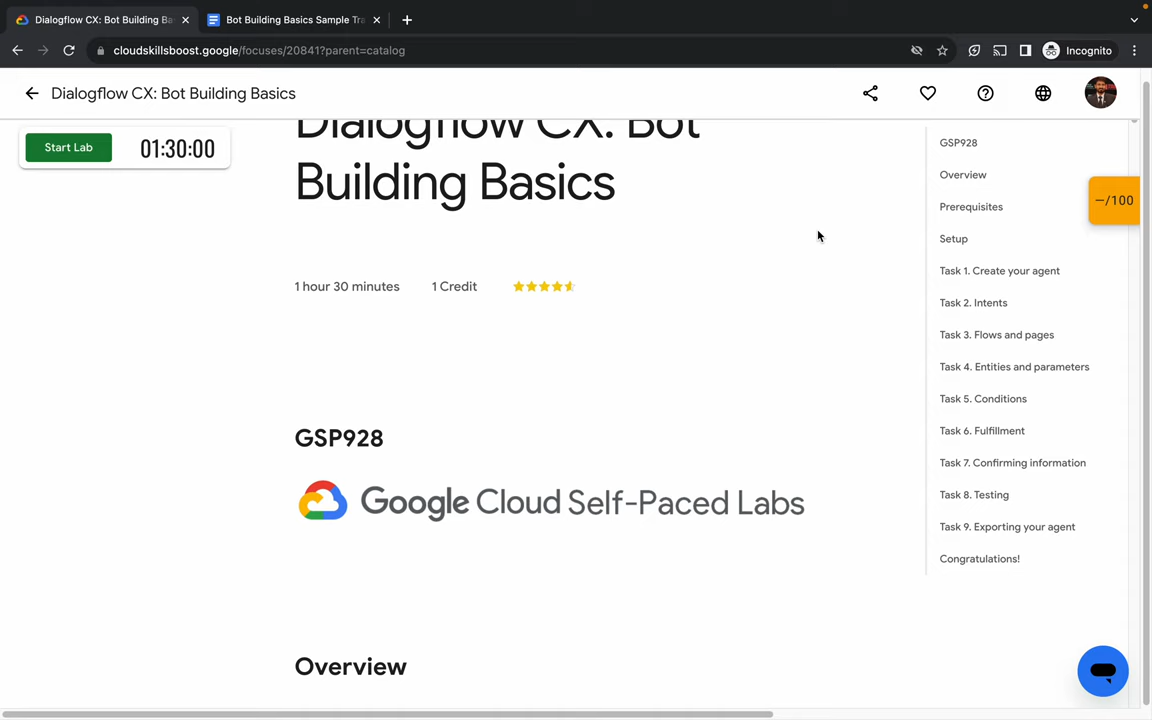 Dialogflow CX: Bot Building Ba
Bot Building Basics Sample Tra
cloudskillsboost.google/focuses/20841?parent=catalog
Incognito
Dialogflow CX: Bot Building Basics
Start Lab
01:30:00
Dialogflow CX: Bot
Building Basics
1 hour 30 minutes
1 Credit
GSP928
Google Cloud Self-Paced Labs
Overview
GSP928
Overview
Prerequisites
Setup
Task 1. Create your agent
Task 2. Intents
Task 3. Flows and pages
Task 4. Entities and parameters
Task 5. Conditions
Task 6. Fulfillment
Task 7. Confirming information
Task 8. Testing
Task 9. Exporting your agent
Congratulations!
—/100